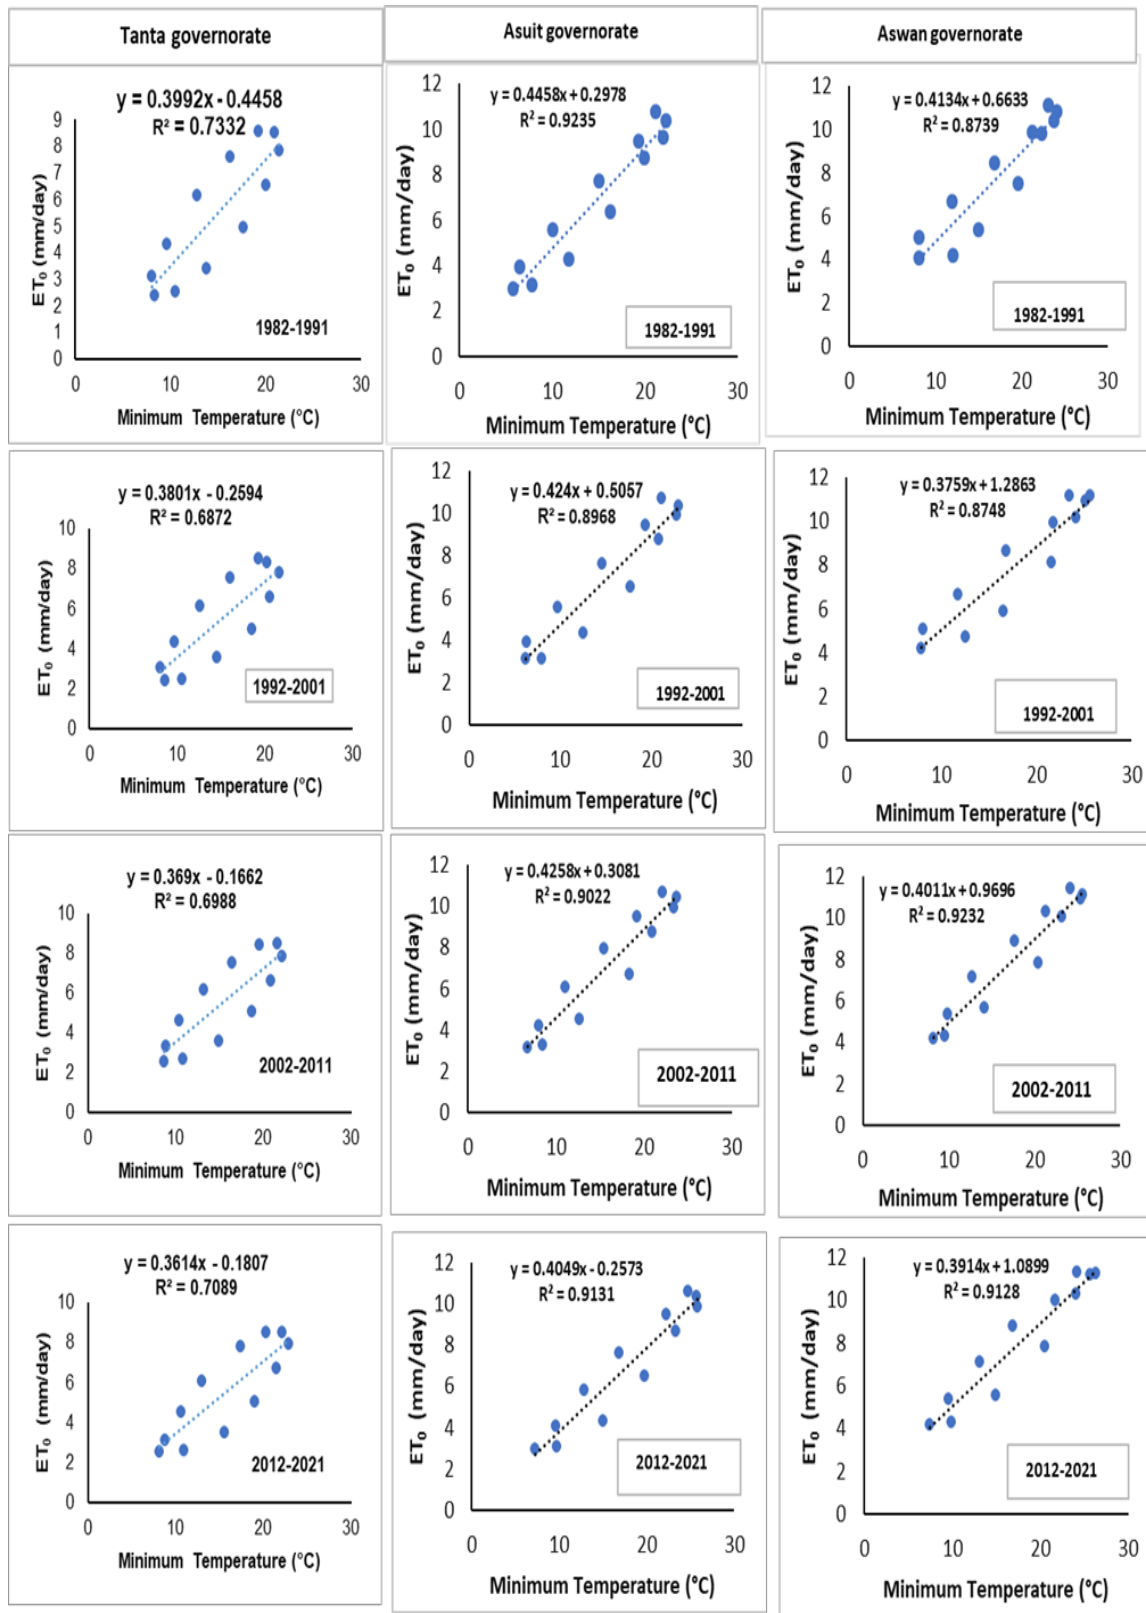 Tanta governorate
Asuit governorate
Aswan governorate
y = 0.3992x - 0.4458
R² = 0.7332
9
8
7
6
5
4
3
2
1
0
ET₀ (mm/day)
1982-1991
0 10 20 30
Minimum Temperature (°C)
y = 0.4458x + 0.2978
R² = 0.9235
12
10
8
6
4
2
0
ET₀ (mm/day)
1982-1991
0 10 20 30
Minimum Temperature (°C)
y = 0.4134x + 0.6633
R² = 0.8739
12
10
8
6
4
2
0
ET₀ (mm/day)
1982-1991
0 10 20 30
Minimum Temperature (°C)
y = 0.3801x - 0.2594
R² = 0.6872
10
8
6
4
2
0
ET₀ (mm/day)
1992-2001
0 10 20 30
Minimum Temperature (°C)
y = 0.424x + 0.5057
R² = 0.8968
12
10
8
6
4
2
0
ET₀ (mm/day)
1992-2001
0 10 20 30
Minimum Temperature (°C)
y = 0.3759x + 1.2863
R² = 0.8748
12
10
8
6
4
2
0
ET₀ (mm/day)
1992-2001
0 10 20 30
Minimum Temperature (°C)
y = 0.369x - 0.1662
R² = 0.6988
10
8
6
4
2
0
ET₀ (mm/day)
2002-2011
0 10 20 30
Minimum Temperature (°C)
y = 0.4258x + 0.3081
R² = 0.9022
12
10
8
6
4
2
0
ET₀ (mm/day)
2002-2011
0 10 20 30
Minimum Temperature (°C)
y = 0.4011x + 0.9696
R² = 0.9232
12
10
8
6
4
2
0
ET₀ (mm/day)
2002-2011
0 10 20 30
Minimum Temperature (°C)
y = 0.3614x - 0.1807
R² = 0.7089
10
8
6
4
2
0
ET₀ (mm/day)
2012-2021
0 10 20 30
Minimum Temperature (°C)
y = 0.4049x - 0.2573
R² = 0.9131
12
10
8
6
4
2
0
ET₀ (mm/day)
2012-2021
0 10 20 30
Minimum Temperature (°C)
y = 0.3914x + 1.0899
R² = 0.9128
12
10
8
6
4
2
0
ET₀ (mm/day)
2012-2021
0 10 20 30
Minimum Temperature (°C)